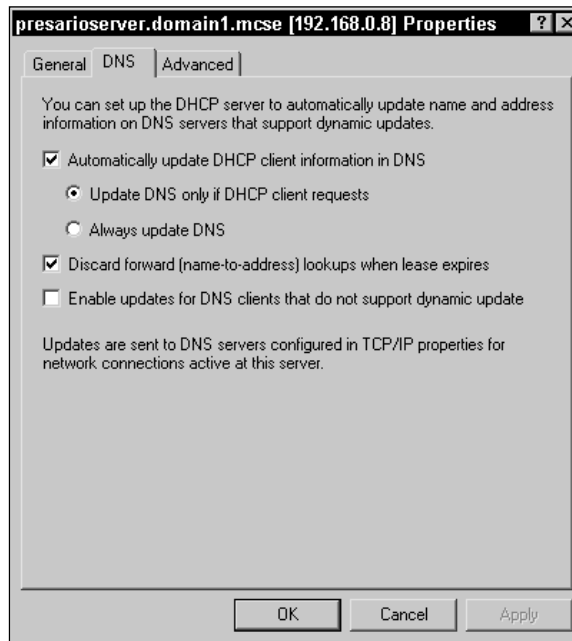 presarioserver.domain1.mcse [192.168.0.8] Properties ? X
General DNS Advanced
You can set up the DHCP server to automatically update name and address
information on DNS servers that support dynamic updates.
Automatically update DHCP client information in DNS
Update DNS only if DHCP client requests
Always update DNS
Discard forward (name-to-address) lookups when lease expires
Enable updates for DNS clients that do not support dynamic update
Updates are sent to DNS servers configured in TCP/IP properties for
network connections active at this server.
OK Cancel Apply